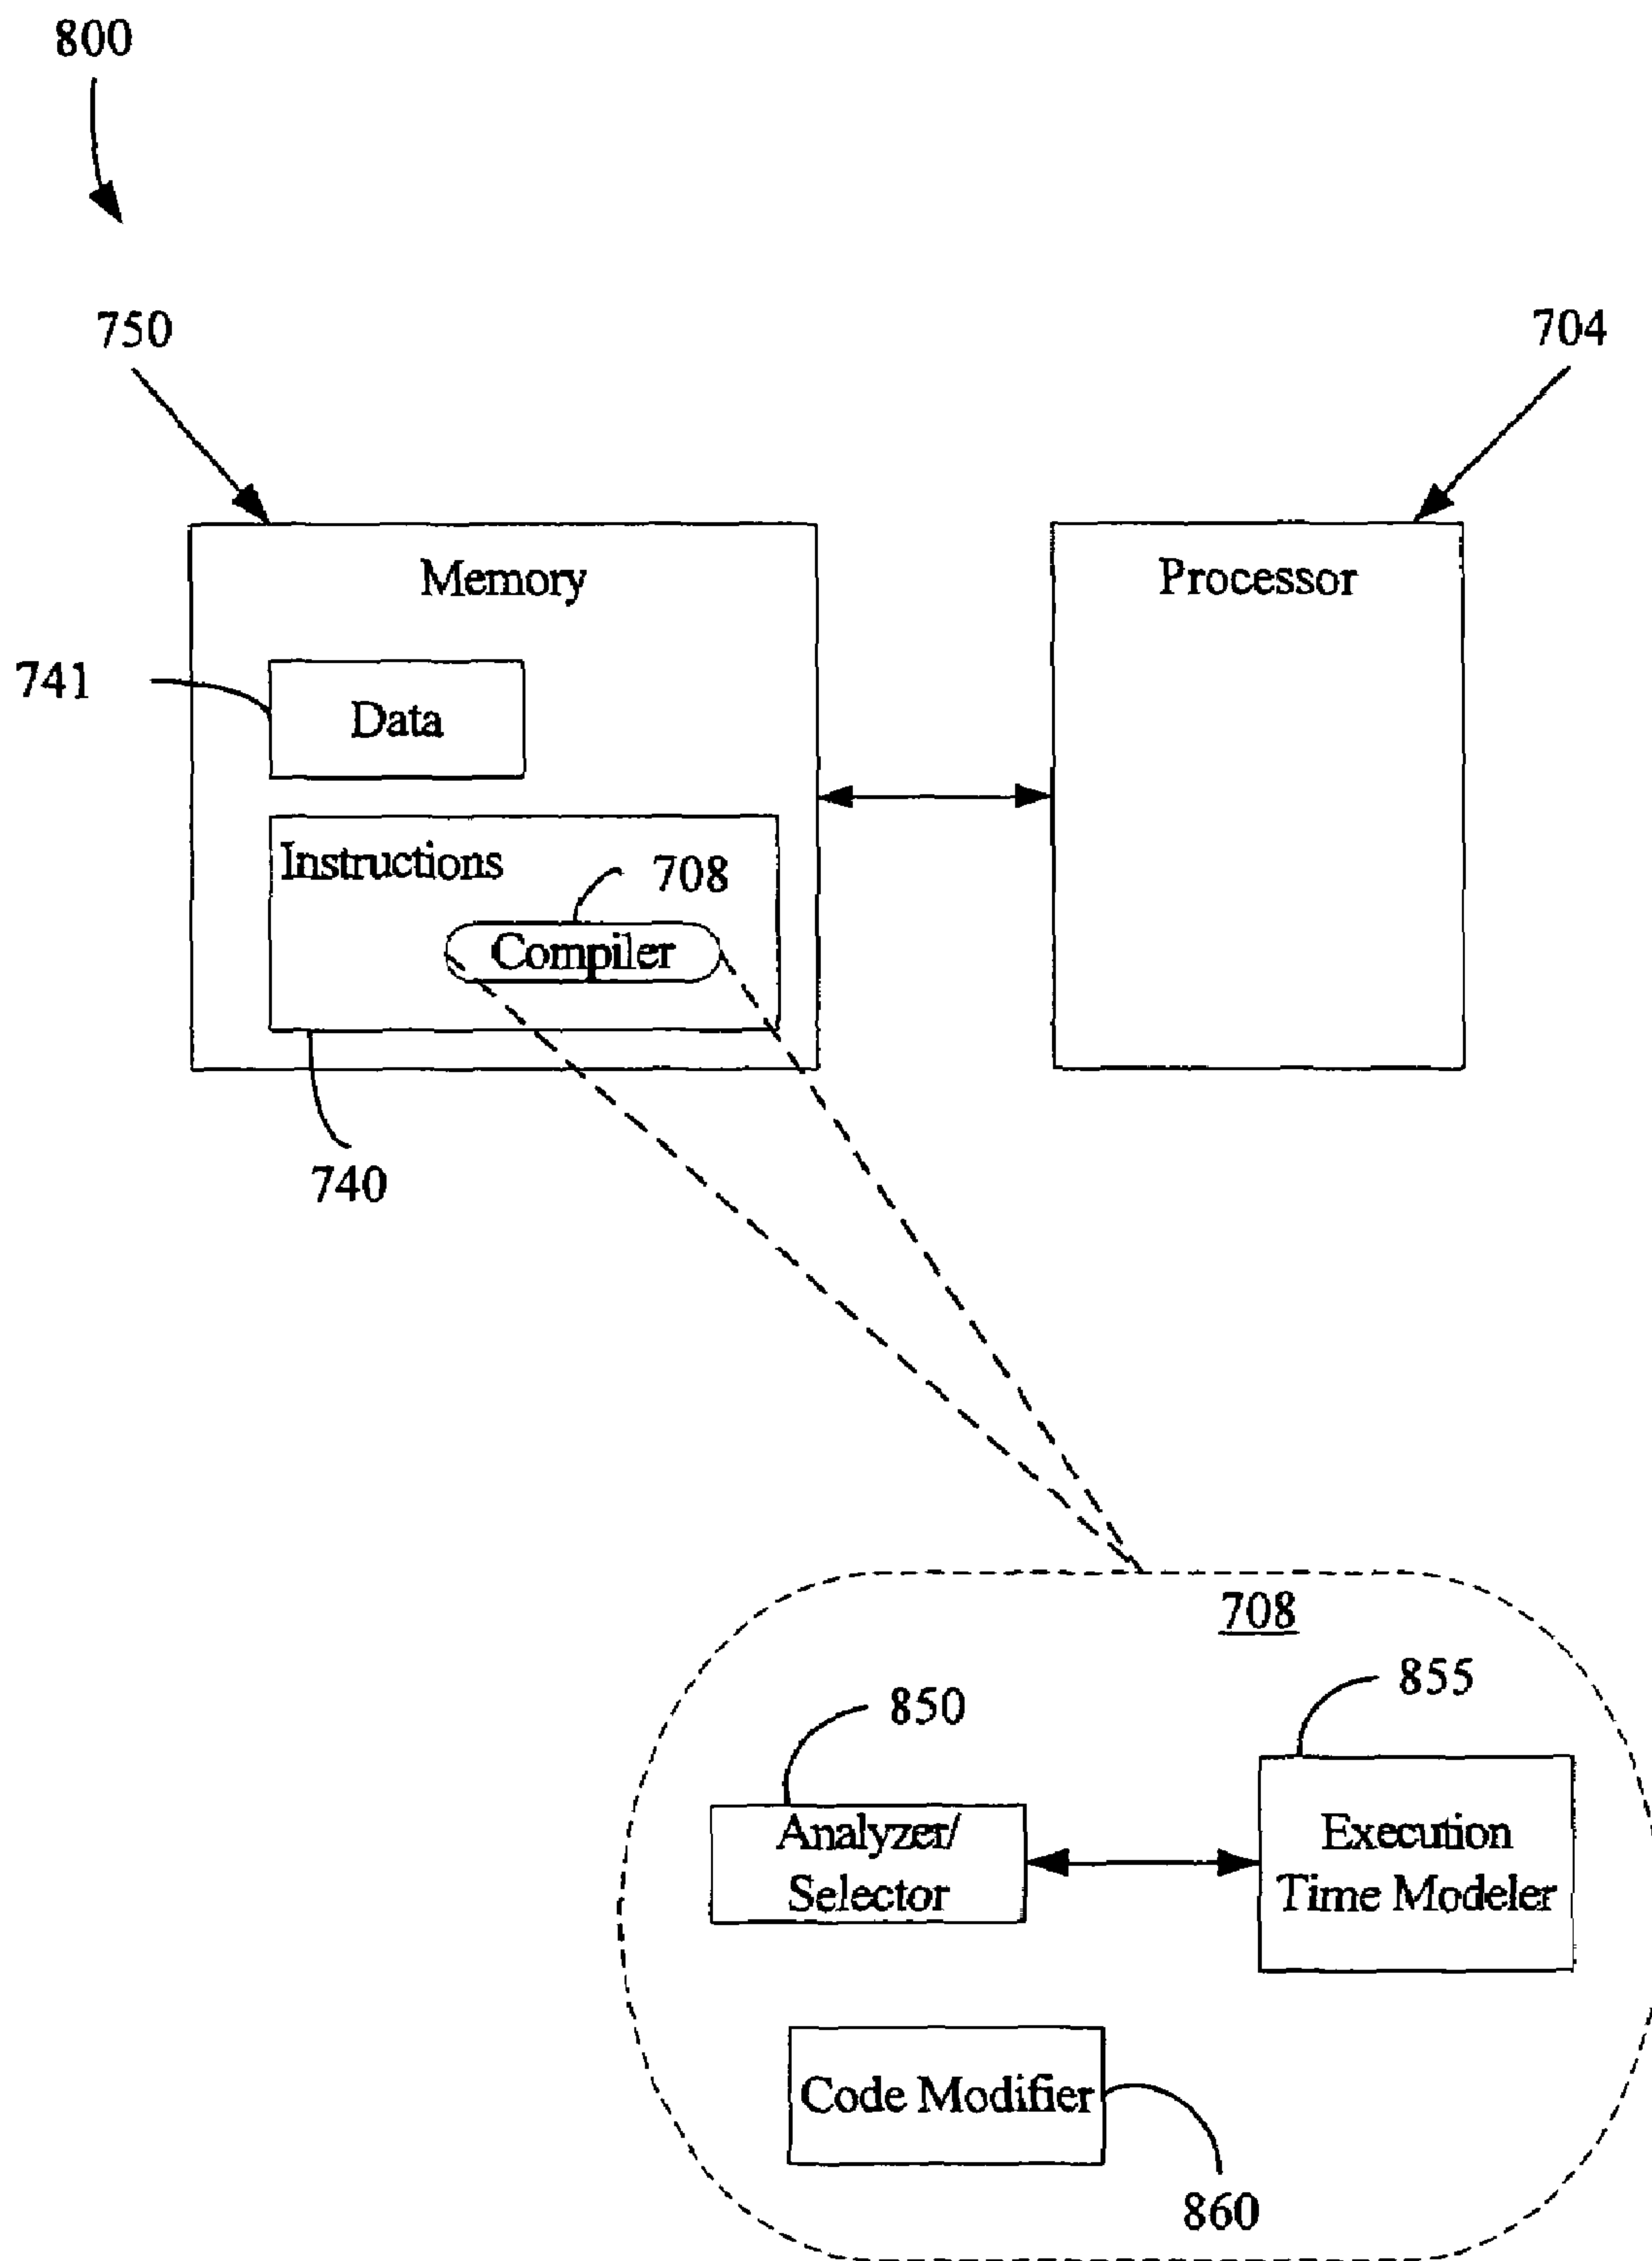 800
750
704
Memory
Processor
741
Data
Instructions
708
Compiler
740
708
855
850
Analyzer/
Selector
Execution
Time Modeler
Code Modifier
860